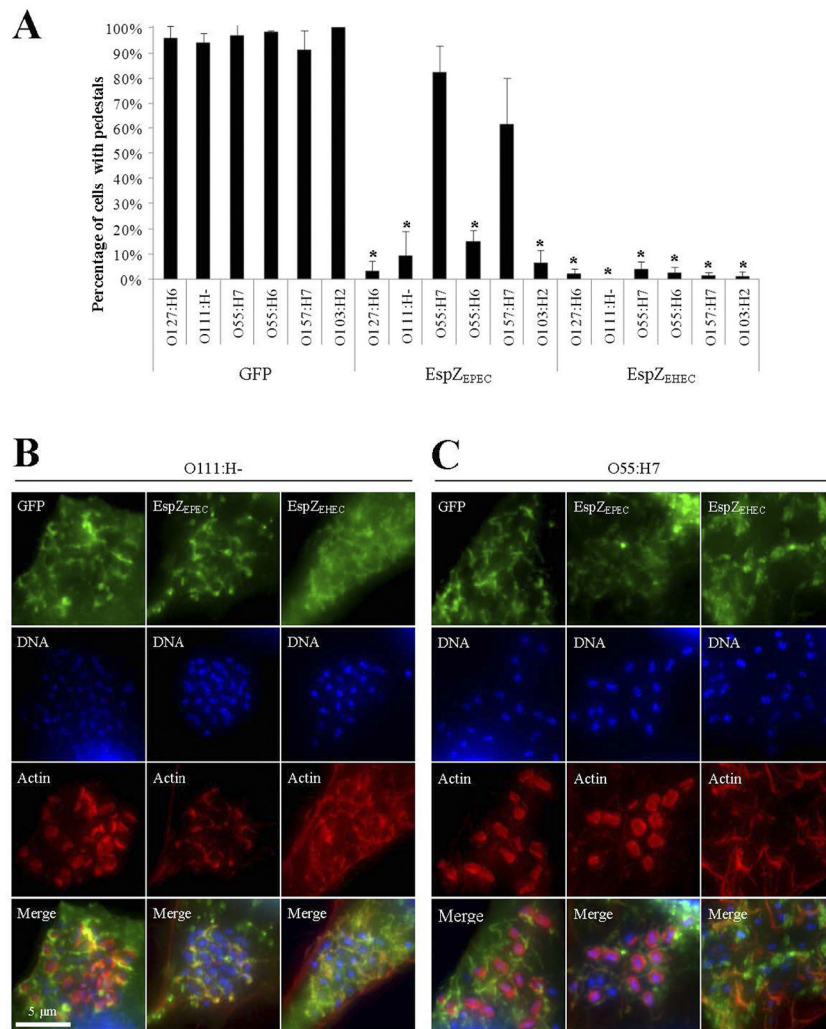 A
Percentage of cells with pedestals
100%
90%
80%
70%
60%
50%
40%
30%
20%
10%
0%
* * * * * * * * * *
O127:H6 O111:H- O55:H7 O55:H6 O157:H7 O103:H2 O127:H6 O111:H- O55:H7 O55:H6 O157:H7 O103:H2 O127:H6 O111:H- O55:H7 O55:H6 O157:H7 O103:H2
GFP EspZEPEC EspZEHEC
B
O111:H-
GFP EspZEPEC EspZEHEC
DNA DNA DNA
Actin Actin Actin
Merge Merge Merge
5 μm
C
O55:H7
GFP EspZEPEC EspZEHEC
DNA DNA DNA
Actin Actin Actin
Merge Merge Merge